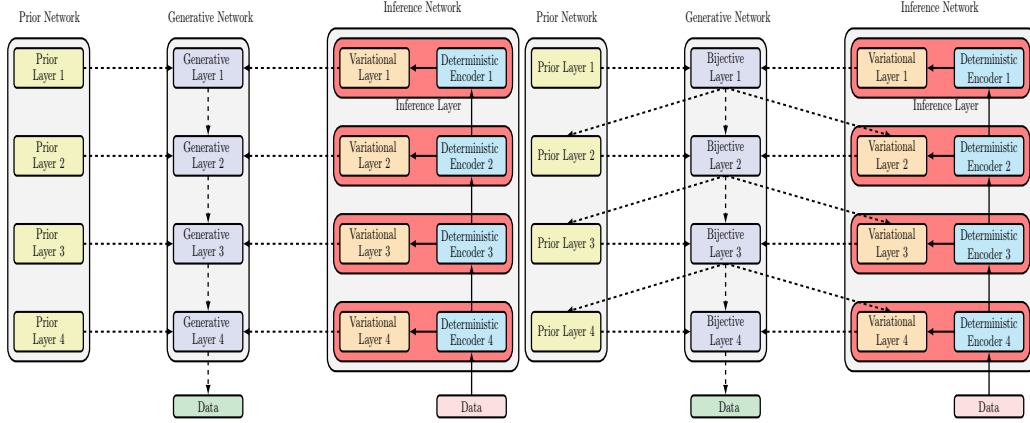 Prior Network
Generative Network
Inference Network
Prior
Layer 1
Generative
Layer 1
Variational
Layer 1
Deterministic
Encoder 1
Inference Layer
Prior
Layer 2
Generative
Layer 2
Variational
Layer 2
Deterministic
Encoder 2
Prior
Layer 3
Generative
Layer 3
Variational
Layer 3
Deterministic
Encoder 3
Prior
Layer 4
Generative
Layer 4
Variational
Layer 4
Deterministic
Encoder 4
Data
Data
Prior Network
Generative Network
Inference Network
Prior Layer 1
Bijective
Layer 1
Variational
Layer 1
Deterministic
Encoder 1
Inference Layer
Prior Layer 2
Bijective
Layer 2
Variational
Layer 2
Deterministic
Encoder 2
Prior Layer 3
Bijective
Layer 3
Variational
Layer 3
Deterministic
Encoder 3
Prior Layer 4
Bijective
Layer 4
Variational
Layer 4
Deterministic
Encoder 4
Data
Data